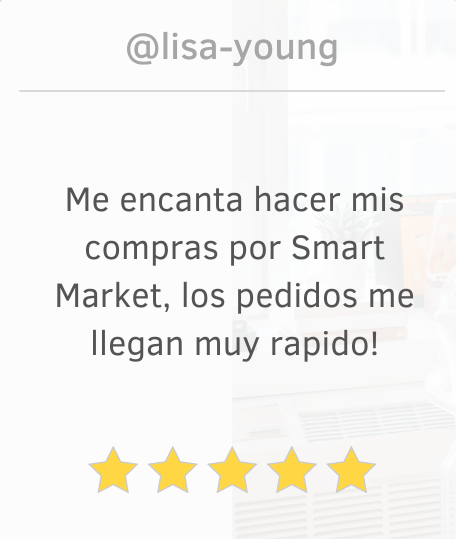 @lisa-young
Me encanta hacer mis
compras por Smart
Market, los pedidos me
llegan muy rapido!